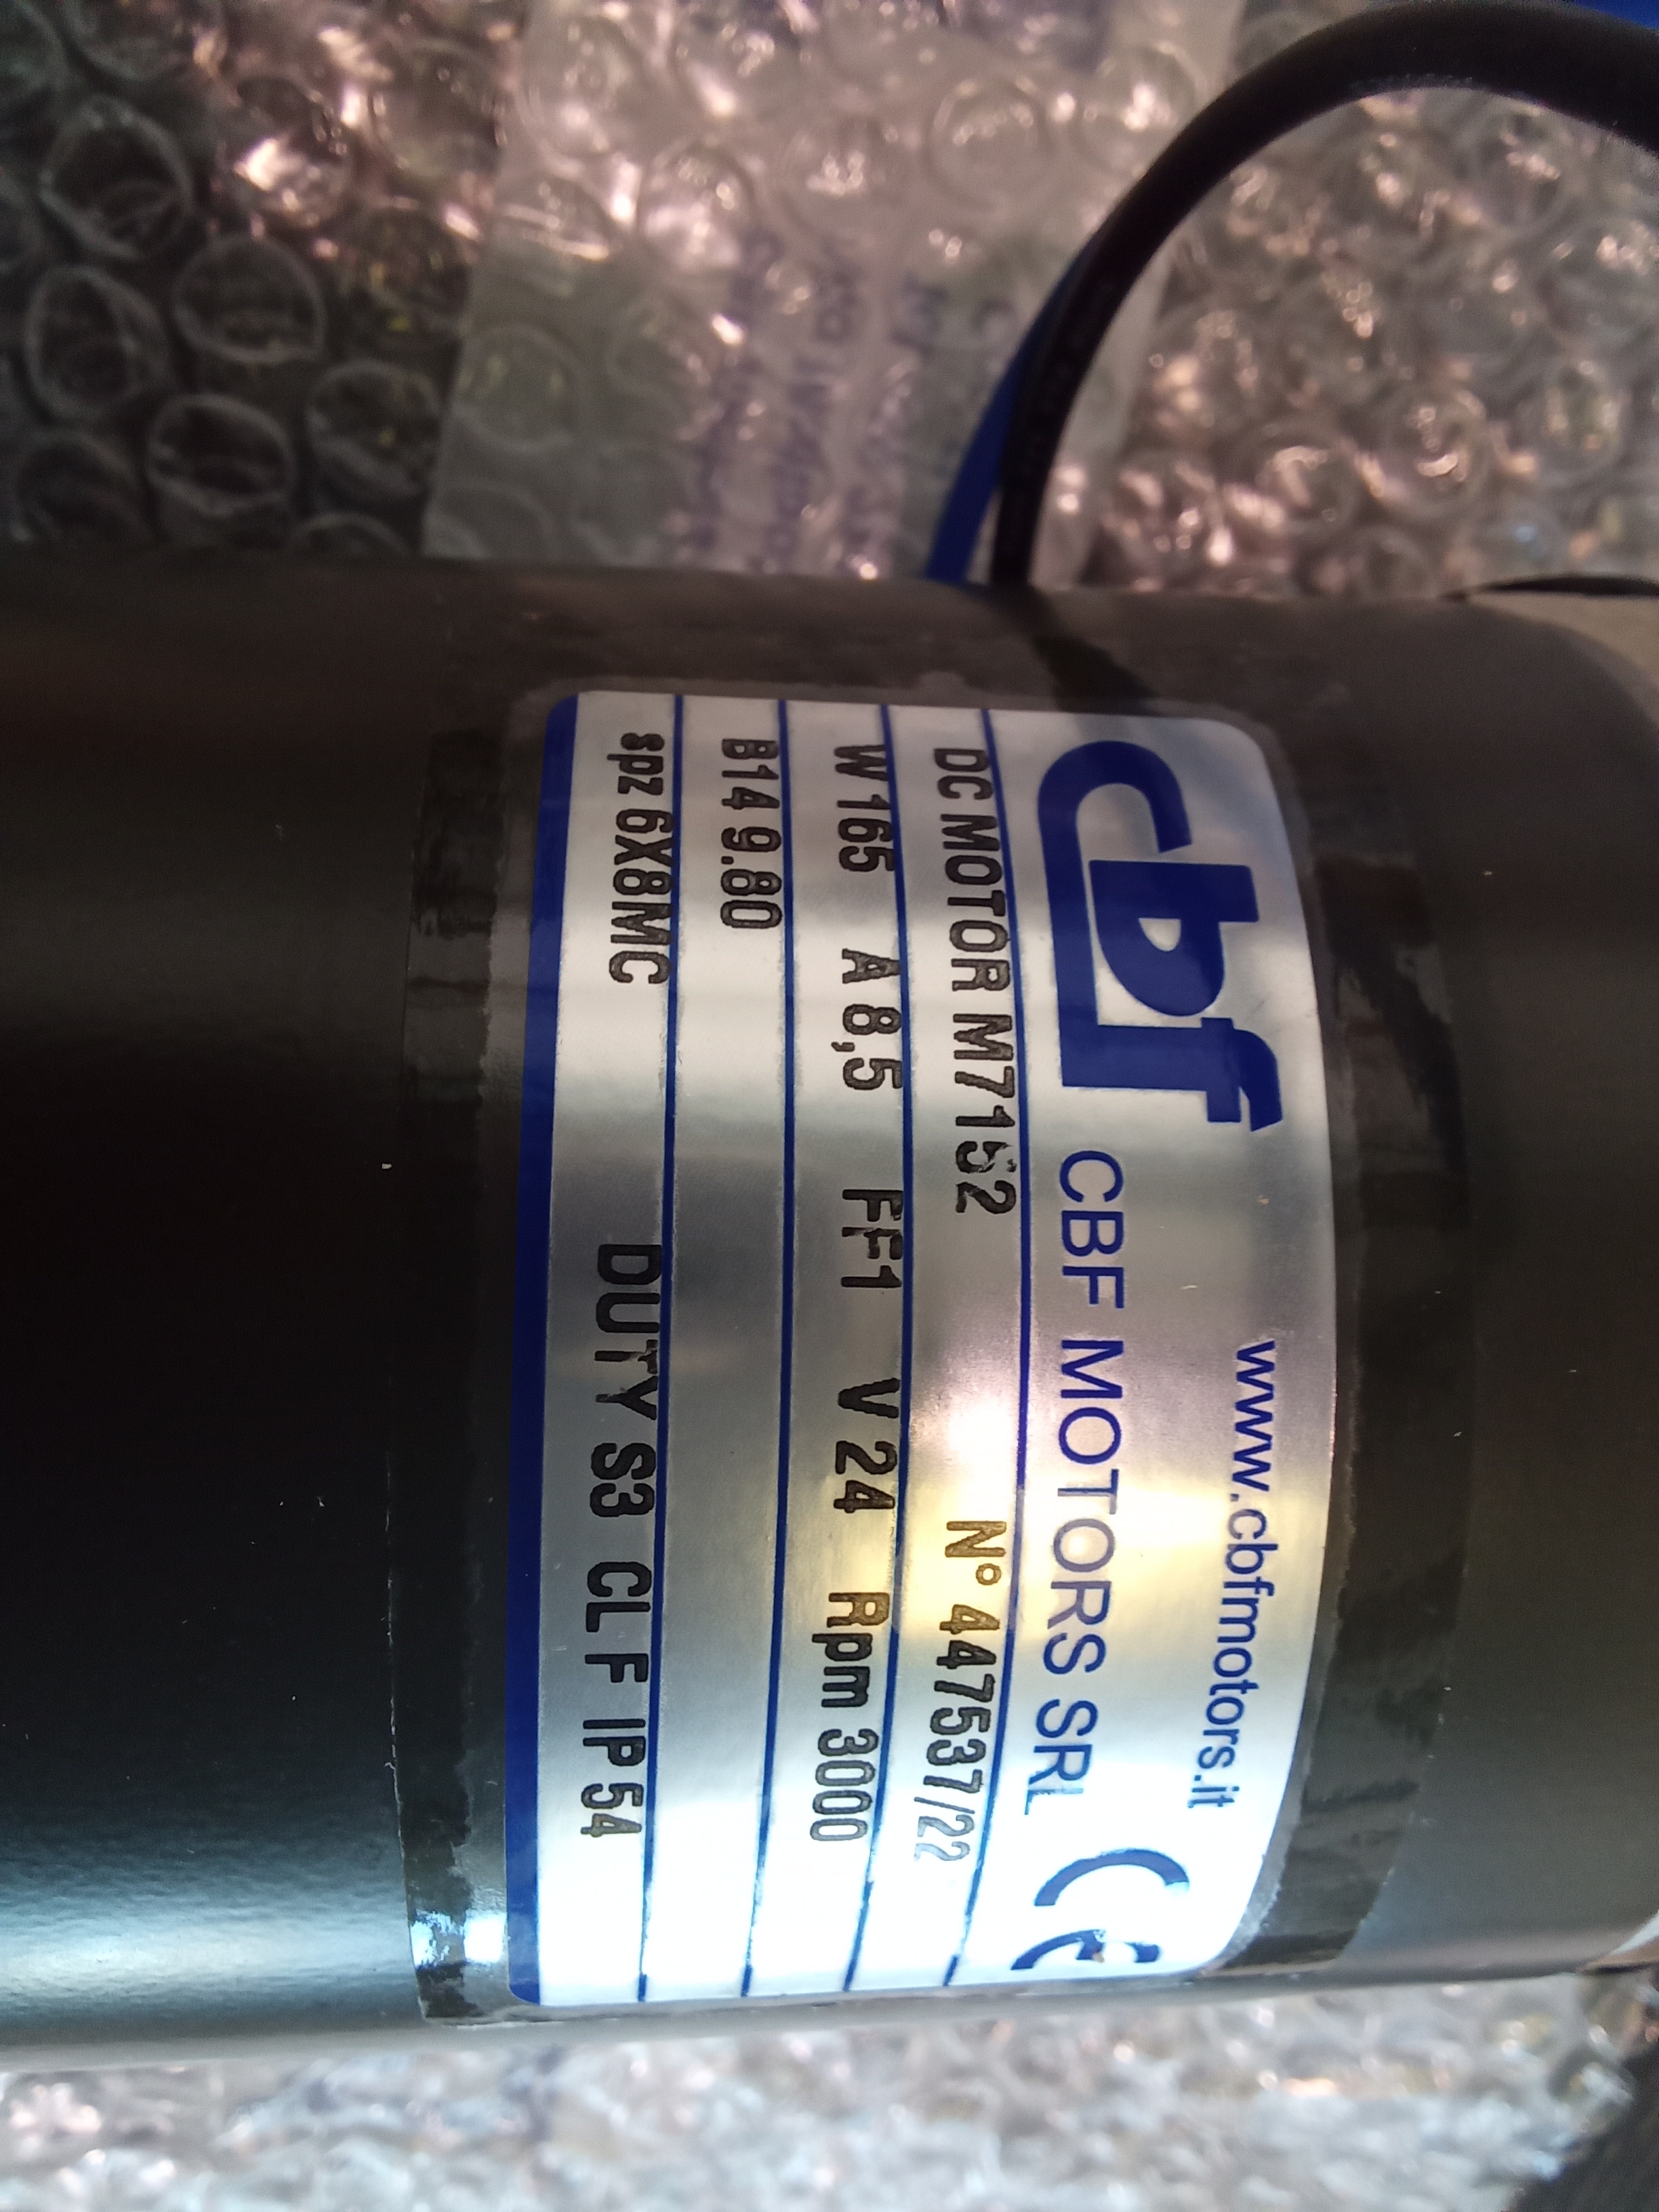 cbf
www.cbfmotors.it
CBF MOTORS SRL
CE
DC MOTOR M7152 N° 447537/22
W 165 A 8,5 FF1 V 24 Rpm 3000
B14 9.80
spz 6X8MC DUTY S3 CL F IP 54